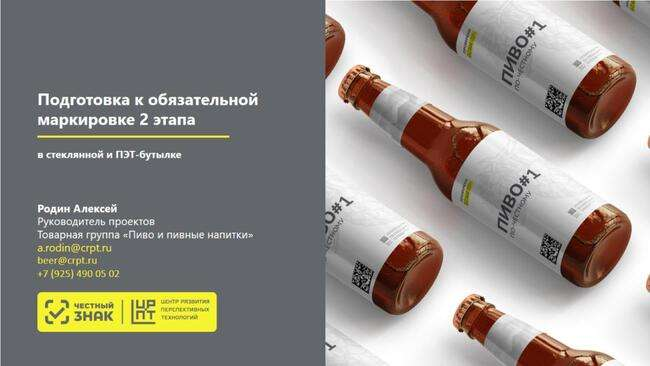 Подготовка к обязательной
маркировке 2 этапа
в стеклянной и ПЭТ-бутылке
Родин Алексей
Руководитель проектов
Товарная группа «Пиво и пивные напитки»
a.rodin@crpt.ru
beer@crpt.ru
+7 (925) 490 05 02
ЧЕСТНЫЙ
ЗНАК
ЦРПТ
ЦЕНТР РАЗВИТИЯ
ПЕРСПЕКТИВНЫХ
ТЕХНОЛОГИЙ
ПИВО#1
ПО-ЧЕСТНОМУ
ПИВО#1
ПО-ЧЕСТНОМУ
ПИВО#1
ПО-ЧЕСТНОМУ